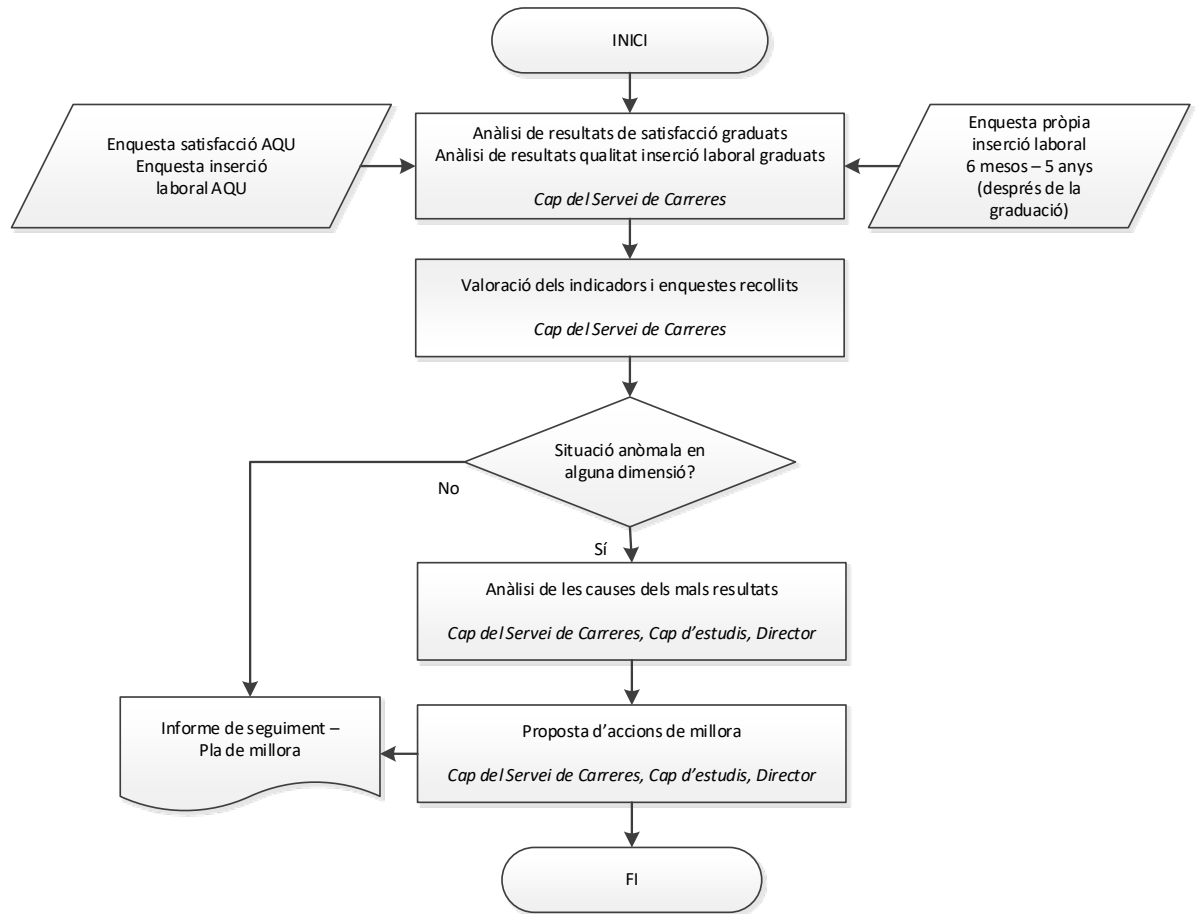 INICI
Enquesta satisfacció AQU
Enquesta inserció
laboral AQU
Anàlisi de resultats de satisfacció graduats
Anàlisi de resultats qualitat inserció laboral graduats
Cap del Servei de Carreres
Enquesta pròpia
inserció laboral
6 mesos – 5 anys
(després de la
graduació)
Valoració dels indicadors i enquestes recollits
Cap del Servei de Carreres
Situació anòmala en
alguna dimensió?
No
Sí
Anàlisi de les causes dels mals resultats
Cap del Servei de Carreres, Cap d’estudis, Director
Informe de seguiment –
Pla de millora
Proposta d’accions de millora
Cap del Servei de Carreres, Cap d’estudis, Director
FI